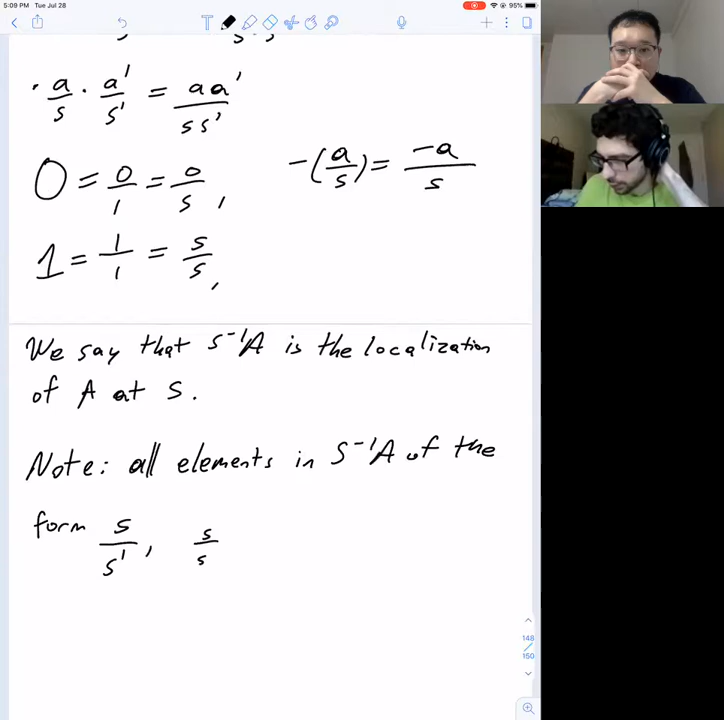 5:09 PM Tue Jul 28
95%
· a/s · a'/s' = aa'/ss'
0 = 0/1 = 0/s,
-(a/s) = -a/s
1 = 1/1 = s/s,
We say that S⁻¹A is the localization
of A at S.
Note: all elements in S⁻¹A of the
form s/s', s/s
148
/
150